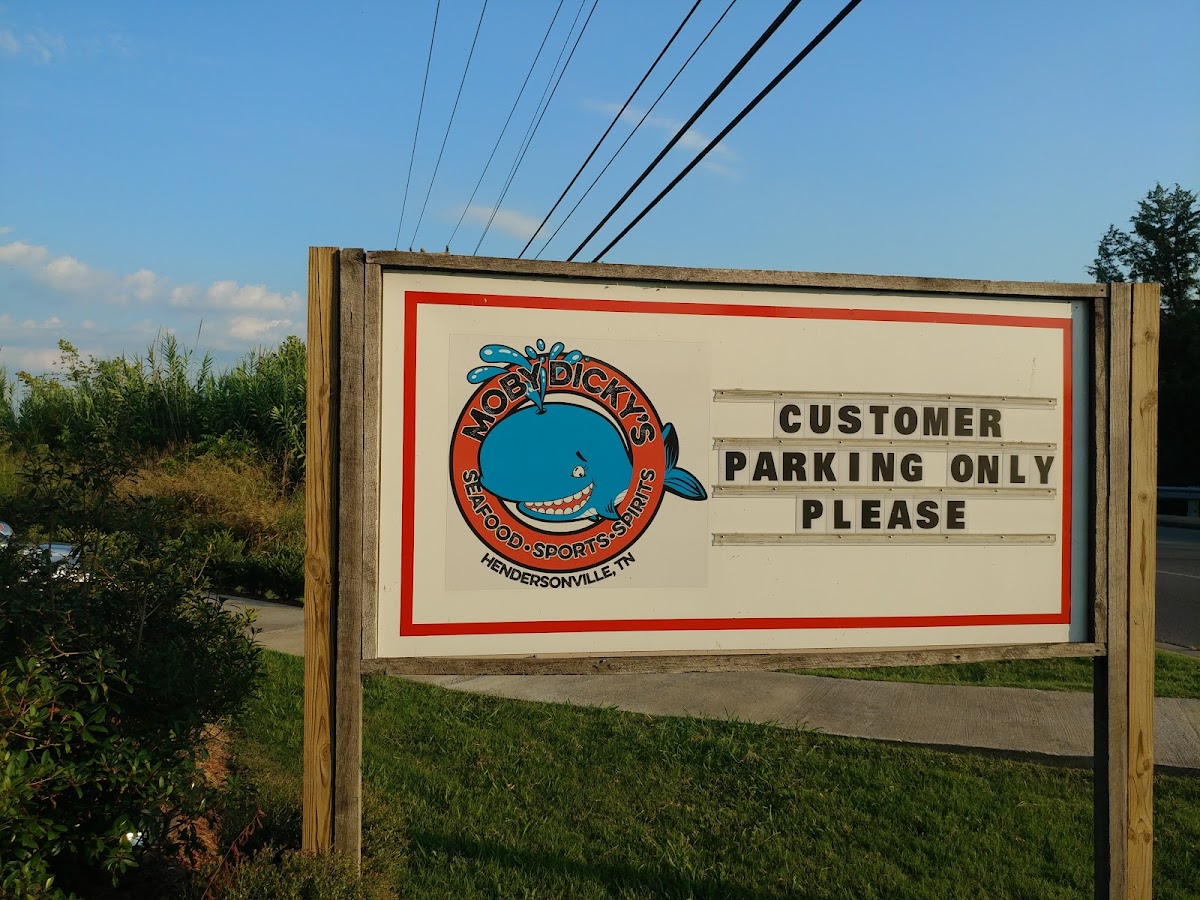 MOBY DICKY'S
SEAFOOD • SPORTS • SPIRITS
HENDERSONVILLE, TN
CUSTOMER
PARKING ONLY
PLEASE